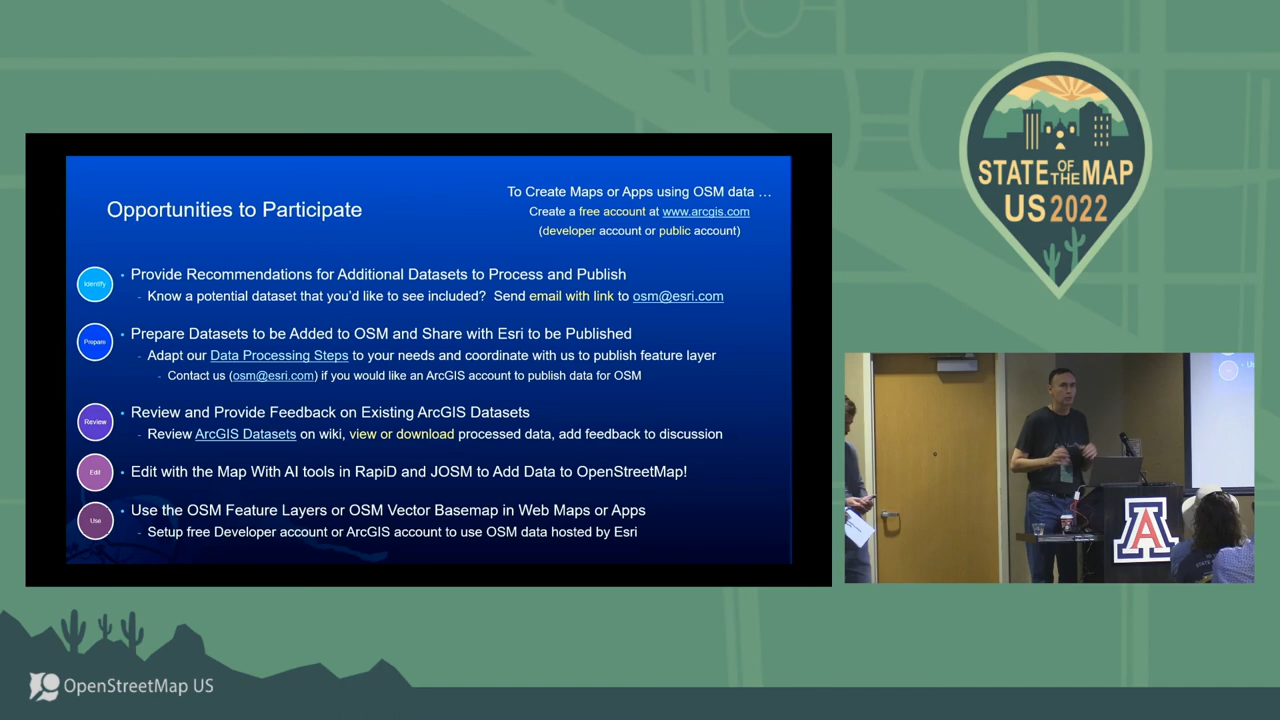 Opportunities to Participate
To Create Maps or Apps using OSM data …
Create a free account at www.arcgis.com
(developer account or public account)
Identify
• Provide Recommendations for Additional Datasets to Process and Publish
- Know a potential dataset that you'd like to see included? Send email with link to osm@esri.com
Prepare
• Prepare Datasets to be Added to OSM and Share with Esri to be Published
- Adapt our Data Processing Steps to your needs and coordinate with us to publish feature layer
- Contact us (osm@esri.com) if you would like an ArcGIS account to publish data for OSM
Review
• Review and Provide Feedback on Existing ArcGIS Datasets
- Review ArcGIS Datasets on wiki, view or download processed data, add feedback to discussion
Edit
• Edit with the Map With AI tools in RapiD and JOSM to Add Data to OpenStreetMap!
Use
• Use the OSM Feature Layers or OSM Vector Basemap in Web Maps or Apps
- Setup free Developer account or ArcGIS account to use OSM data hosted by Esri
STATE OF THE MAP
US 2022
A
OpenStreetMap US